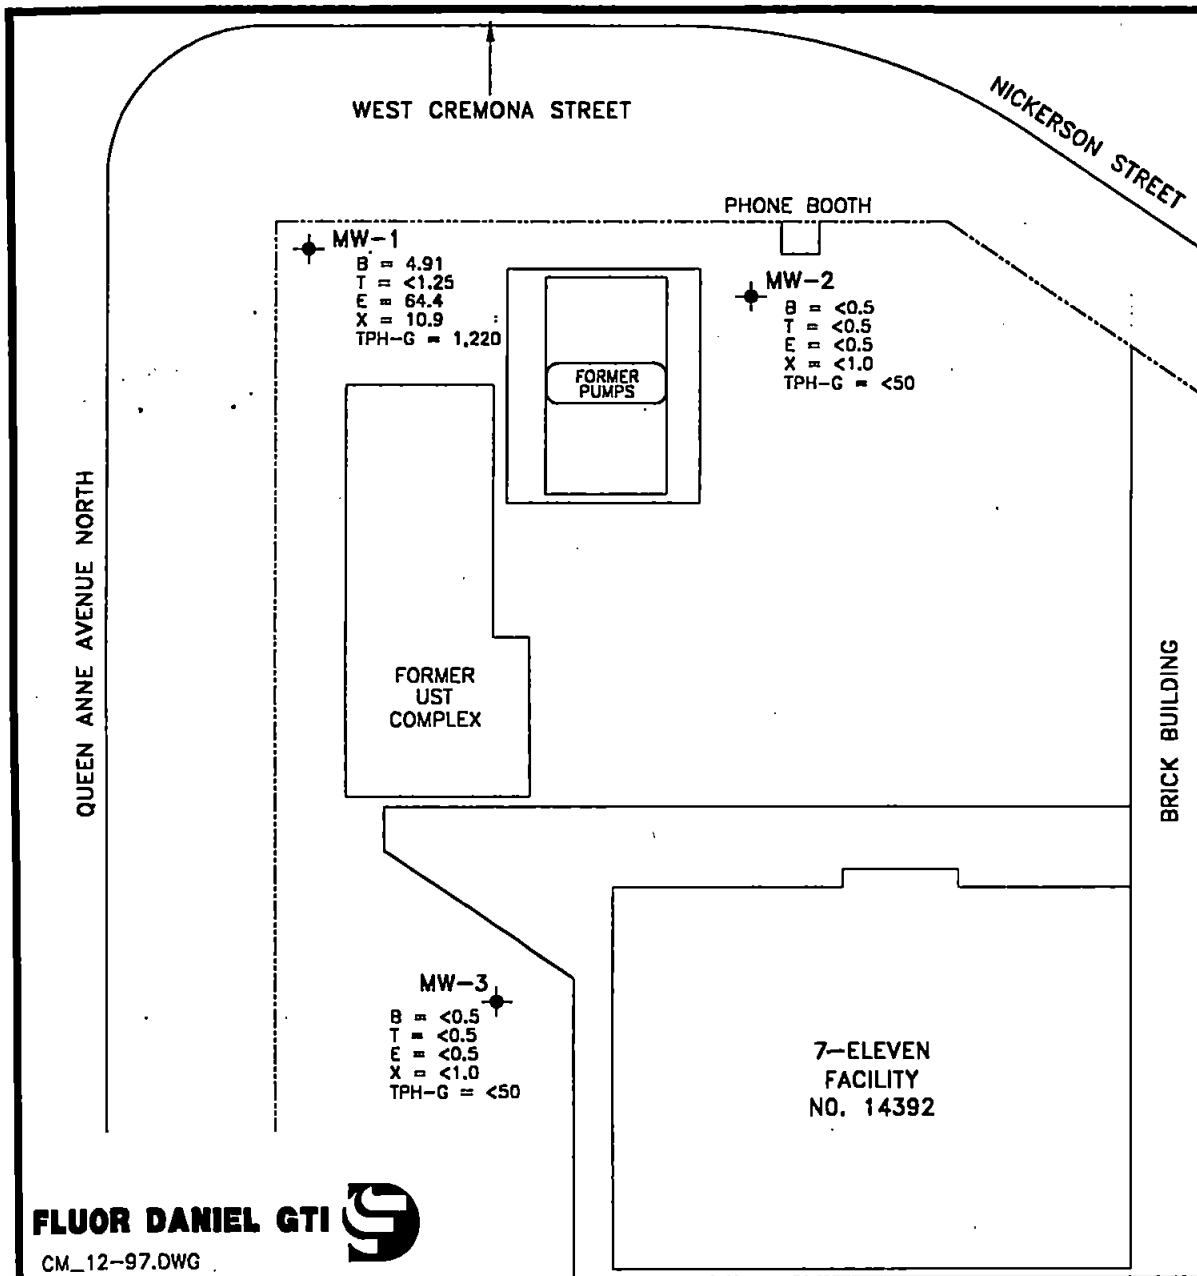 WEST CREMONA STREET
NICKERSON STREET
PHONE BOOTH
MW-1
B = 4.91
T = <1.25
E = 64.4
X = 10.9
TPH-G = 1,220
MW-2
B = <0.5
T = <0.5
E = <0.5
X = <1.0
TPH-G = <50
FORMER
PUMPS
QUEEN ANNE AVENUE NORTH
FORMER
UST
COMPLEX
BRICK BUILDING
MW-3
B = <0.5
T = <0.5
E = <0.5
X = <1.0
TPH-G = <50
7-ELEVEN
FACILITY
NO. 14392
FLUOR DANIEL GTI
CM_12-97.DWG